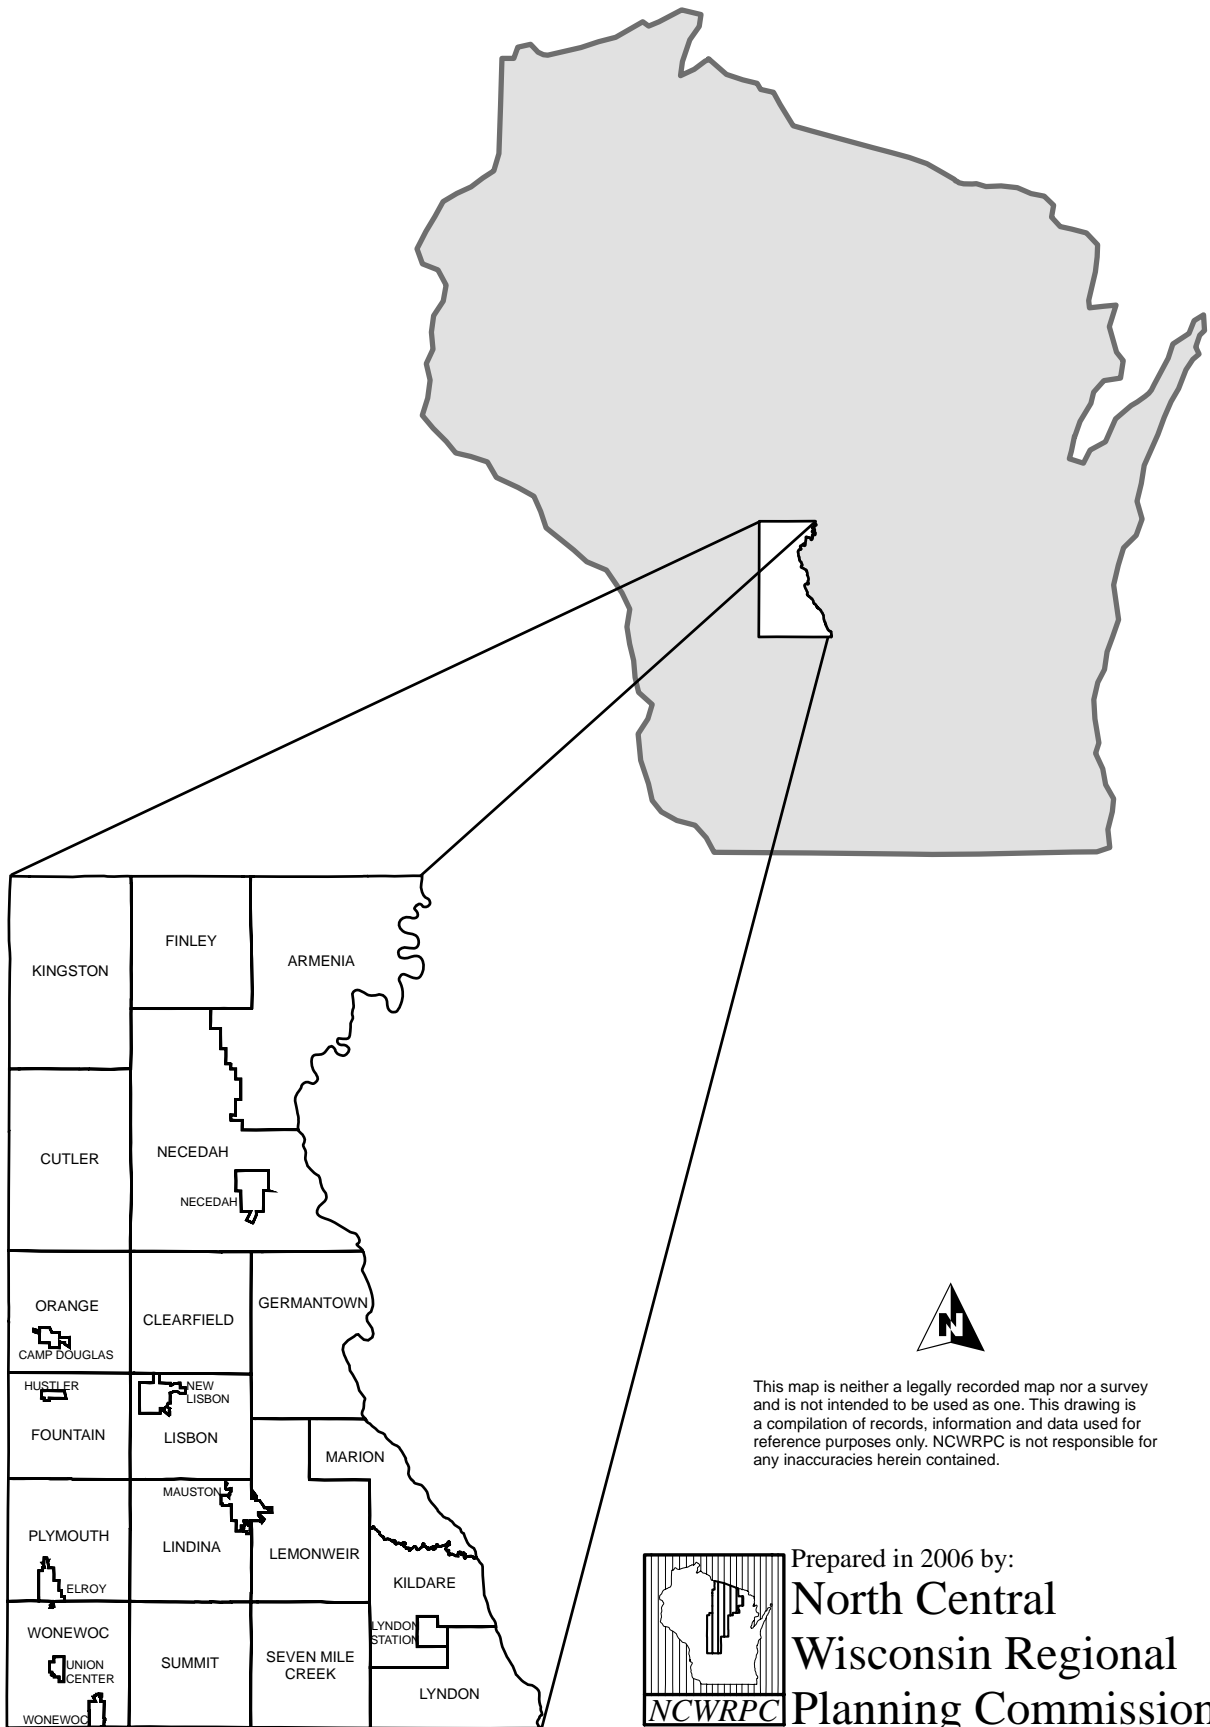 FINLEY
KINGSTON
ARMENIA
CUTLER
NECEDAH
NECEDAH
ORANGE
CAMP DOUGLAS
CLEARFIELD
GERMANTOWN
HUSTLER
NEW
LISBON
FOUNTAIN
LISBON
MARION
MAUSTON
PLYMOUTH
LINDINA
LEMONWEIR
ELROY
KILDARE
WONEWOC
LYNDON
STATION
UNION
CENTER
SUMMIT
SEVEN MILE
CREEK
LYNDON
WONEWOC
N
This map is neither a legally recorded map nor a survey
and is not intended to be used as one. This drawing is
a compilation of records, information and data used for
reference purposes only. NCWRPC is not responsible for
any inaccuracies herein contained.
Prepared in 2006 by:
North Central
Wisconsin Regional
Planning Commission
NCWRPC